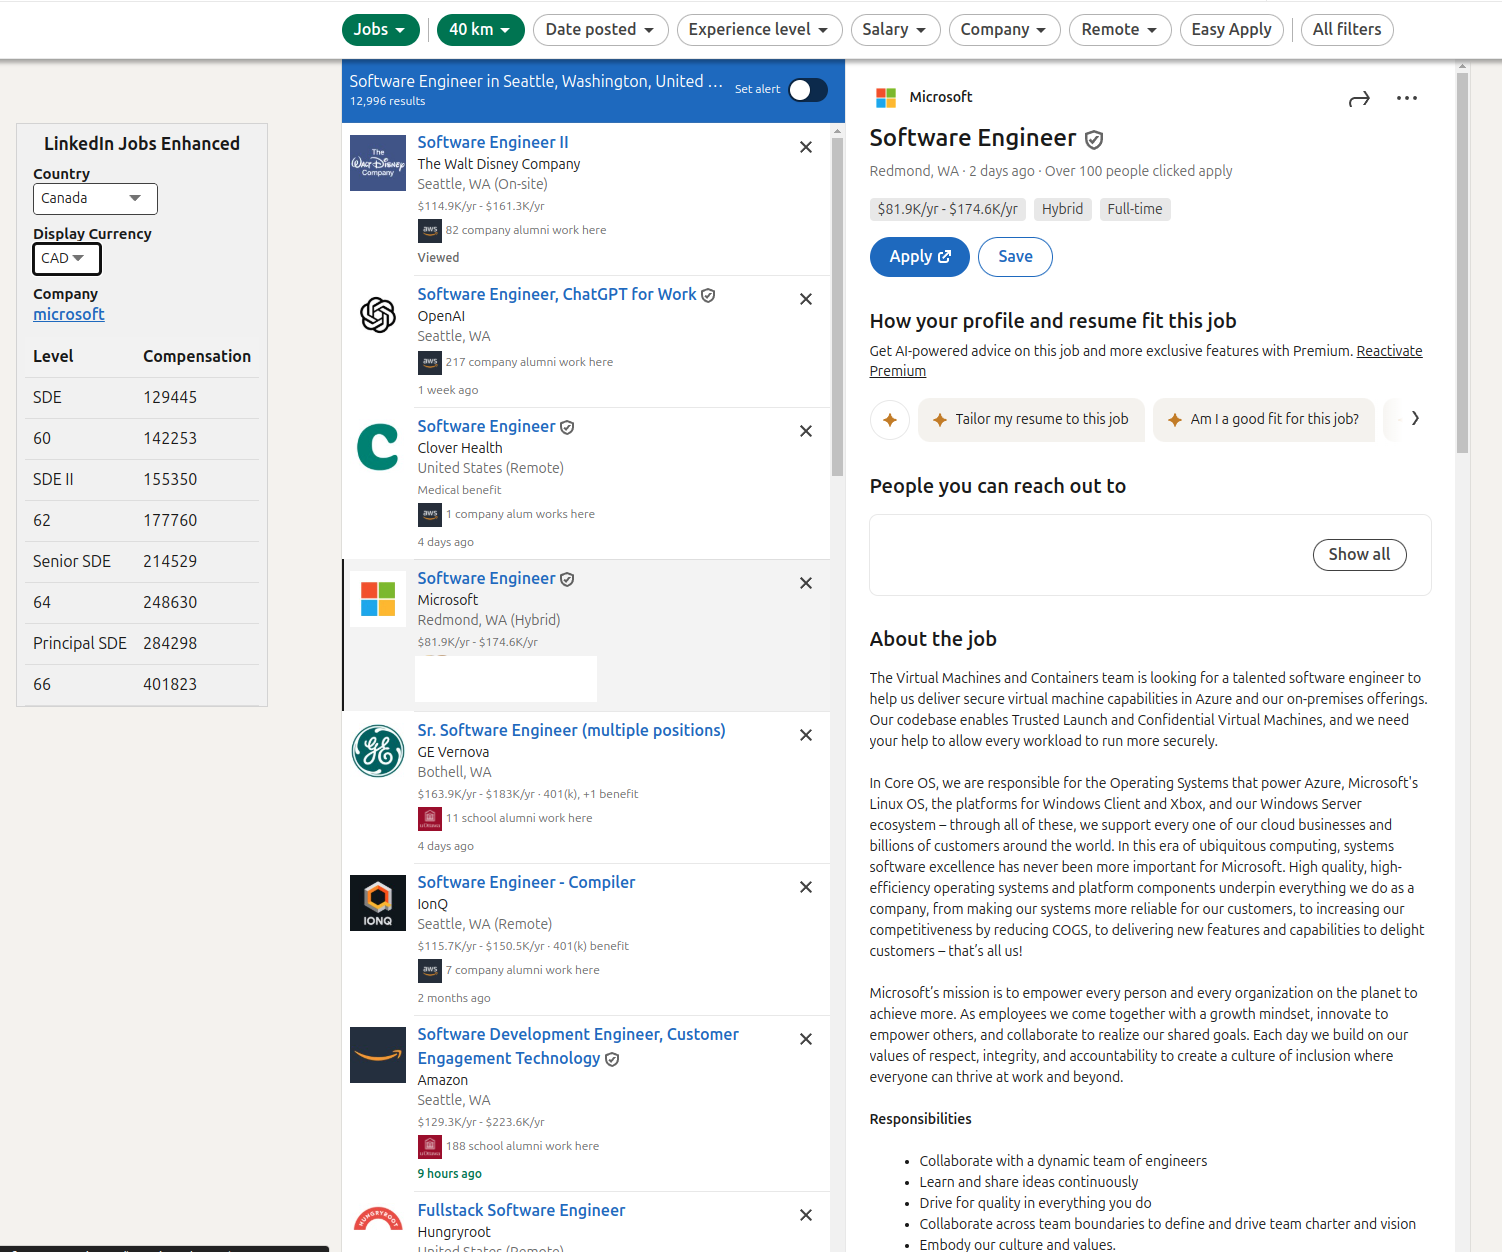 Jobs
40 km
Date posted
Experience level
Salary
Company
Remote
Easy Apply
All filters
LinkedIn Jobs Enhanced
Country
Canada
Display Currency
CAD
Company
microsoft
Level Compensation
SDE 129445
60 142253
SDE II 155350
62 177760
Senior SDE 214529
64 248630
Principal SDE 284298
66 401823
Software Engineer in Seattle, Washington, United ...
12,996 results
Set alert
The
Walt Disney
Company
Software Engineer II
The Walt Disney Company
Seattle, WA (On-site)
$114.9K/yr - $161.3K/yr
aws
82 company alumni work here
Viewed
Software Engineer, ChatGPT for Work
OpenAI
Seattle, WA
aws
217 company alumni work here
1 week ago
Software Engineer
Clover Health
United States (Remote)
Medical benefit
aws
1 company alum works here
4 days ago
Software Engineer
Microsoft
Redmond, WA (Hybrid)
$81.9K/yr - $174.6K/yr
Sr. Software Engineer (multiple positions)
GE Vernova
Bothell, WA
$163.9K/yr - $183K/yr · 401(k), +1 benefit
11 school alumni work here
4 days ago
IONQ
Software Engineer - Compiler
IonQ
Seattle, WA (Remote)
$115.7K/yr - $150.5K/yr · 401(k) benefit
aws
7 company alumni work here
2 months ago
Software Development Engineer, Customer
Engagement Technology
Amazon
Seattle, WA
$129.3K/yr - $223.6K/yr
188 school alumni work here
9 hours ago
HUNGRYROOT
Fullstack Software Engineer
Hungryroot
United States (Remote)
Microsoft
Software Engineer
Redmond, WA · 2 days ago · Over 100 people clicked apply
$81.9K/yr - $174.6K/yr
Hybrid
Full-time
Apply
Save
How your profile and resume fit this job
Get AI-powered advice on this job and more exclusive features with Premium. Reactivate
Premium
Tailor my resume to this job
Am I a good fit for this job?
People you can reach out to
Show all
About the job
The Virtual Machines and Containers team is looking for a talented software engineer to
help us deliver secure virtual machine capabilities in Azure and our on-premises offerings.
Our codebase enables Trusted Launch and Confidential Virtual Machines, and we need
your help to allow every workload to run more securely.
In Core OS, we are responsible for the Operating Systems that power Azure, Microsoft's
Linux OS, the platforms for Windows Client and Xbox, and our Windows Server
ecosystem – through all of these, we support every one of our cloud businesses and
billions of customers around the world. In this era of ubiquitous computing, systems
software excellence has never been more important for Microsoft. High quality, high-
efficiency operating systems and platform components underpin everything we do as a
company, from making our systems more reliable for our customers, to increasing our
competitiveness by reducing COGS, to delivering new features and capabilities to delight
customers – that’s all us!
Microsoft’s mission is to empower every person and every organization on the planet to
achieve more. As employees we come together with a growth mindset, innovate to
empower others, and collaborate to realize our shared goals. Each day we build on our
values of respect, integrity, and accountability to create a culture of inclusion where
everyone can thrive at work and beyond.
Responsibilities
• Collaborate with a dynamic team of engineers
• Learn and share ideas continuously
• Drive for quality in everything you do
• Collaborate across team boundaries to define and drive team charter and vision
• Embody our culture and values.